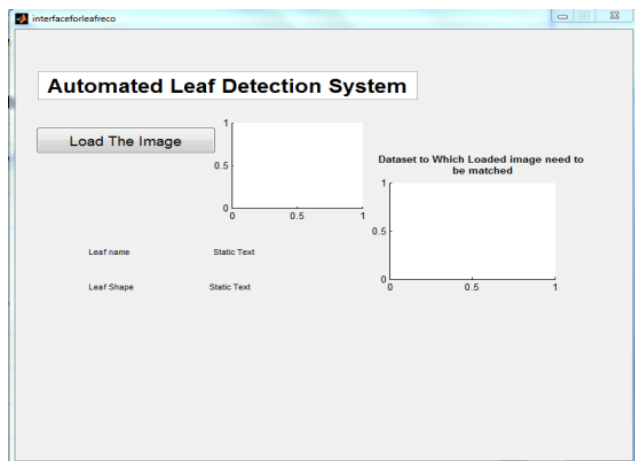 interfaceforleafreco
Automated Leaf Detection System
Load The Image
1
0.5
0
0 0.5 1
Dataset to Which Loaded image need to
be matched
1
0.5
0
0 0.5 1
Leaf name Static Text
Leaf Shape Static Text